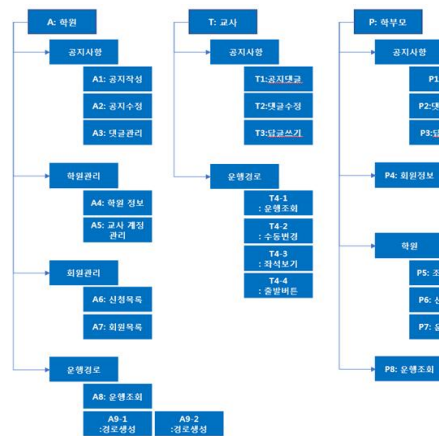 A: 학원
공지사항
A1: 공지작성
A2: 공지수정
A3: 댓글관리
학원관리
A4: 학원 정보
A5: 교사 계정
관리
회원관리
A6: 신청목록
A7: 회원목록
운행경로
A8: 운행조회
A9-1
:경로생성
A9-2
:경로생성
T: 교사
공지사항
T1:공지댓글
T2:댓글수정
T3:답글쓰기
운행경로
T4-1
: 운행조회
T4-2
: 수동변경
T4-3
: 좌석보기
T4-4
: 출발버튼
P: 학부모
공지사항
P1
P2:댓
P3:답
P4: 회원정보
학원
P5: 조
P6: 신
P7: 운
P8: 운행조회